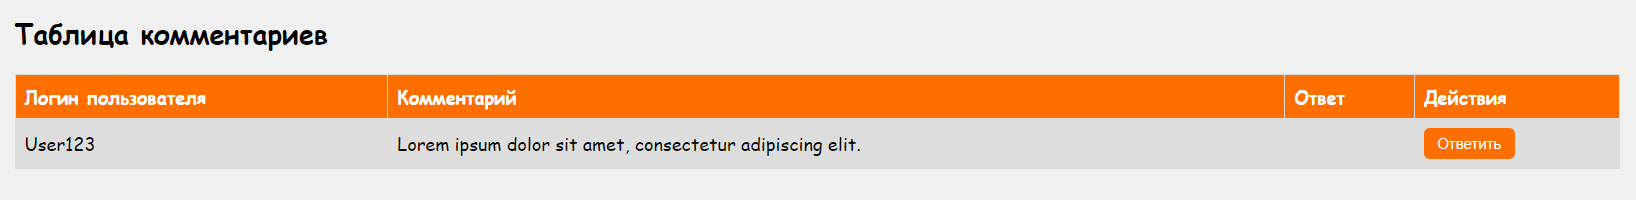 Таблица комментариев
Логин пользователя Комментарий Ответ Действия
User123 Lorem ipsum dolor sit amet, consectetur adipiscing elit. Ответить